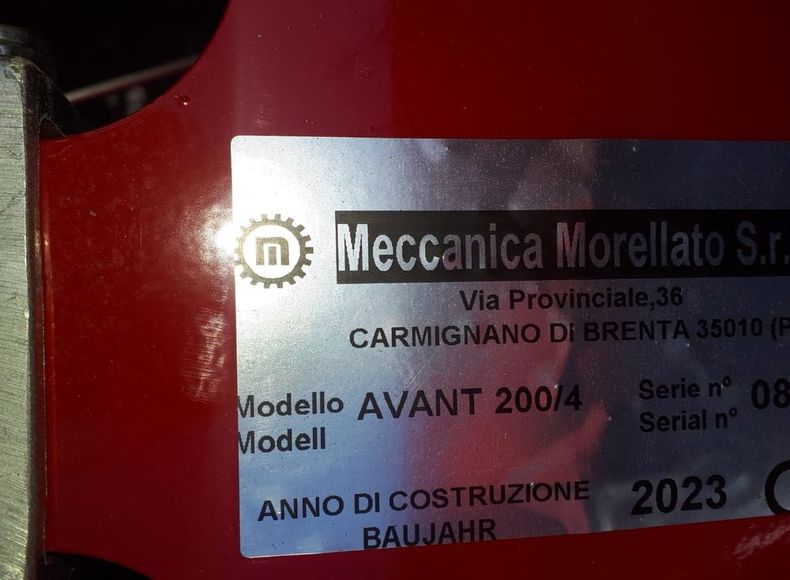 m
Meccanica Morellato S.r.
Via Provinciale,36
CARMIGNANO DI BRENTA 35010 (P
Modello AVANT 200/4 Serie n° 08
Modell Serial n°
ANNO DI COSTRUZIONE 2023
BAUJAHR